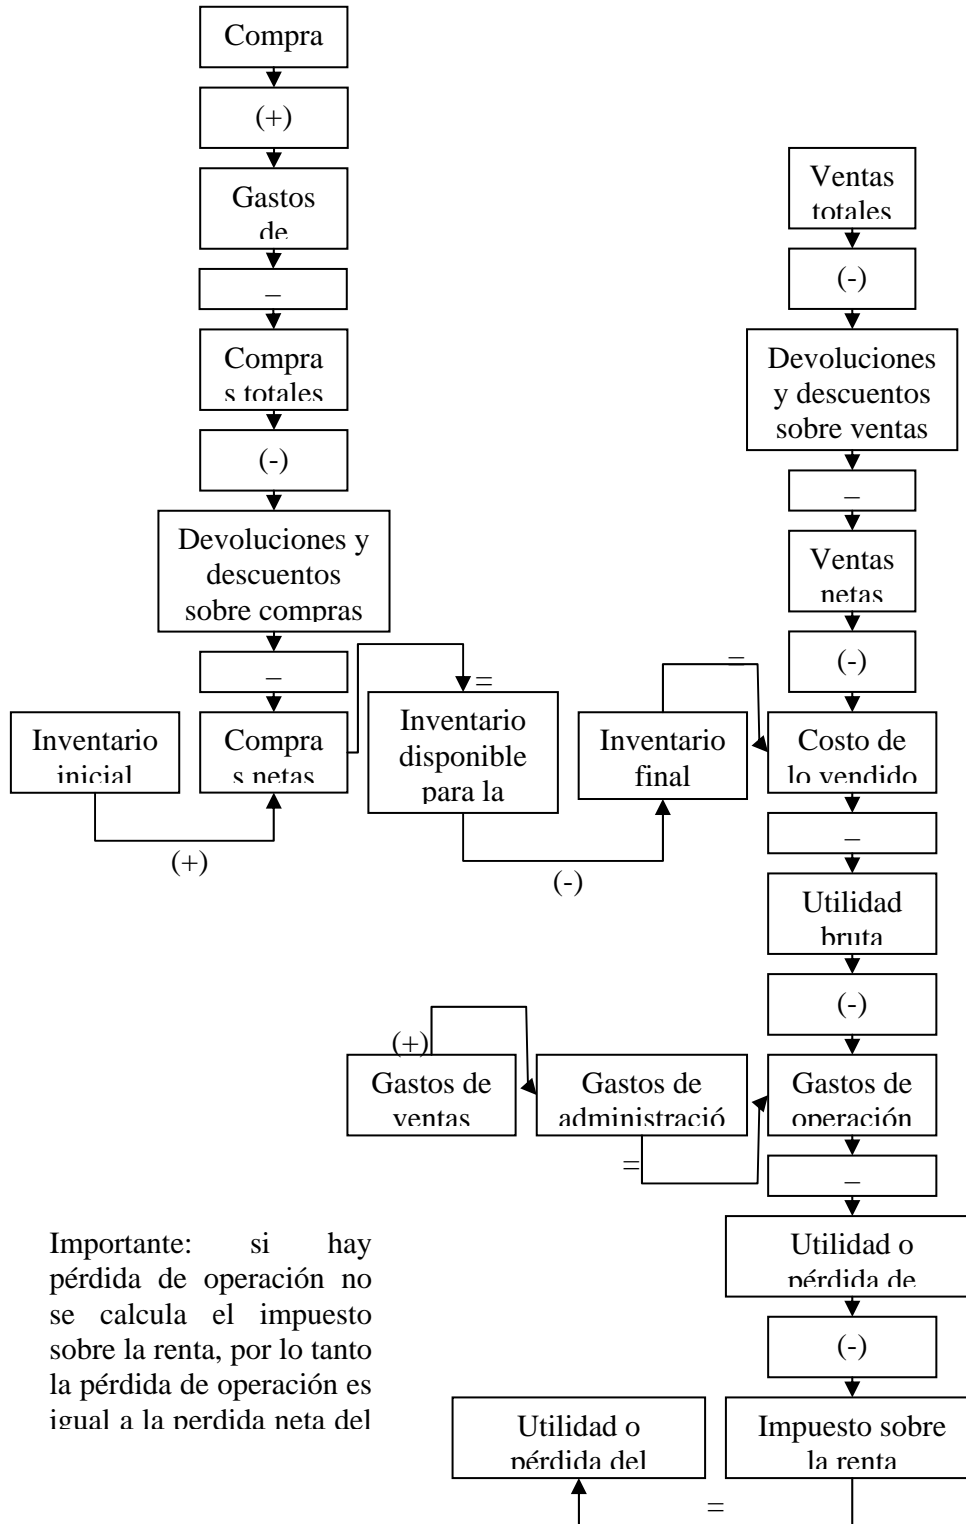 Compra
(+)
Gastos
de
=
Compra
s totales
(-)
Devoluciones y
descuentos
sobre compras
=
Inventario
inicial
(+)
Compra
s netas
=
Inventario
disponible
para la
(-)
Inventario
final
=
Ventas
totales
(-)
Devoluciones
y descuentos
sobre ventas
=
Ventas
netas
(-)
Costo de
lo vendido
=
Utilidad
bruta
(-)
(+)
Gastos de
ventas
Gastos de
administració
=
Gastos de
operación
=
Utilidad o
pérdida de
(-)
Impuesto sobre
la renta
=
Utilidad o
pérdida del
Importante: si hay
pérdida de operación no
se calcula el impuesto
sobre la renta, por lo tanto
la pérdida de operación es
igual a la perdida neta del